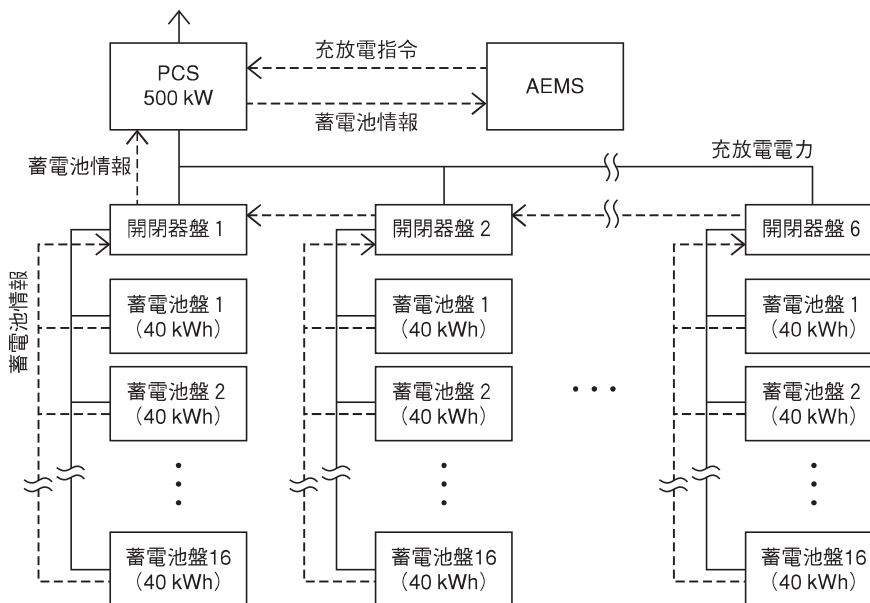 PCS
500 kW
充放電指令
AEMS
蓄電池情報
蓄電池情報
充放電電力
開閉器盤 1
開閉器盤 2
開閉器盤 6
蓄電池情報
蓄電池盤 1
(40 kWh)
蓄電池盤 1
(40 kWh)
蓄電池盤 1
(40 kWh)
蓄電池盤 2
(40 kWh)
蓄電池盤 2
(40 kWh)
蓄電池盤 2
(40 kWh)
蓄電池盤16
(40 kWh)
蓄電池盤16
(40 kWh)
蓄電池盤16
(40 kWh)